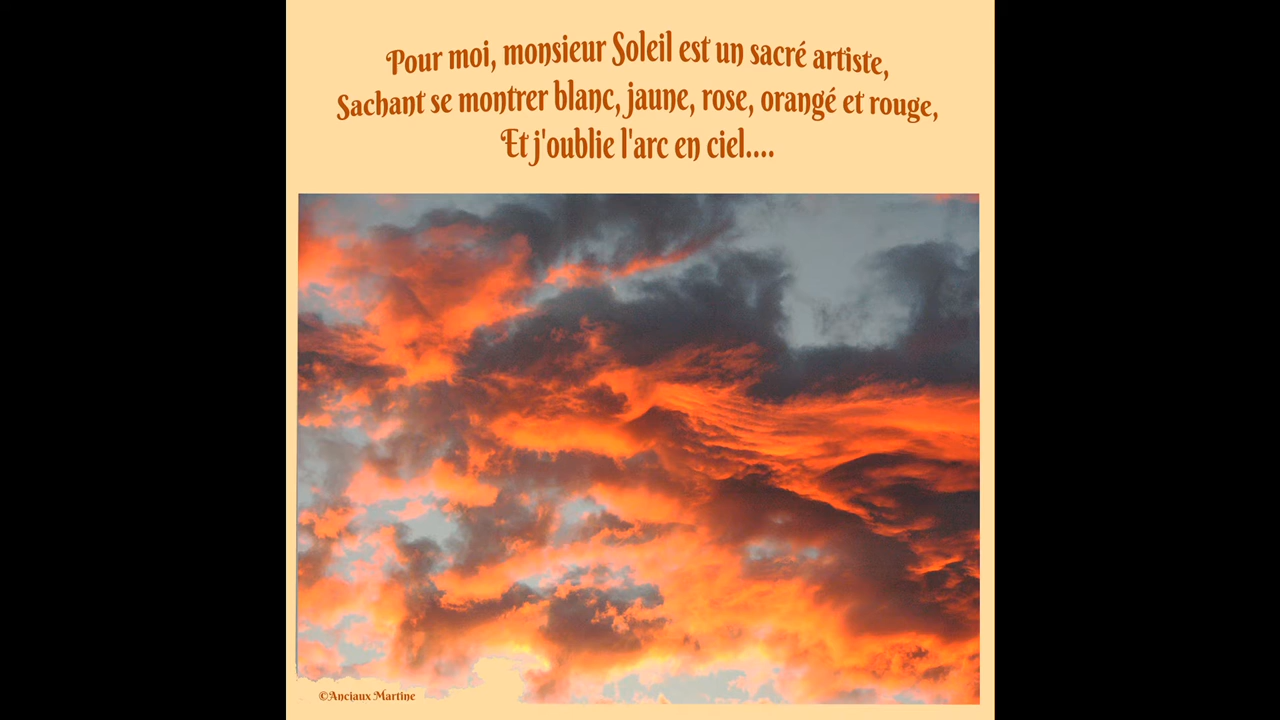 Pour moi, monsieur Soleil est un sacré artiste,
Sachant se montrer blanc, jaune, rose, orangé et rouge,
Et j'oublie l'arc en ciel....
©Anciaux Martine